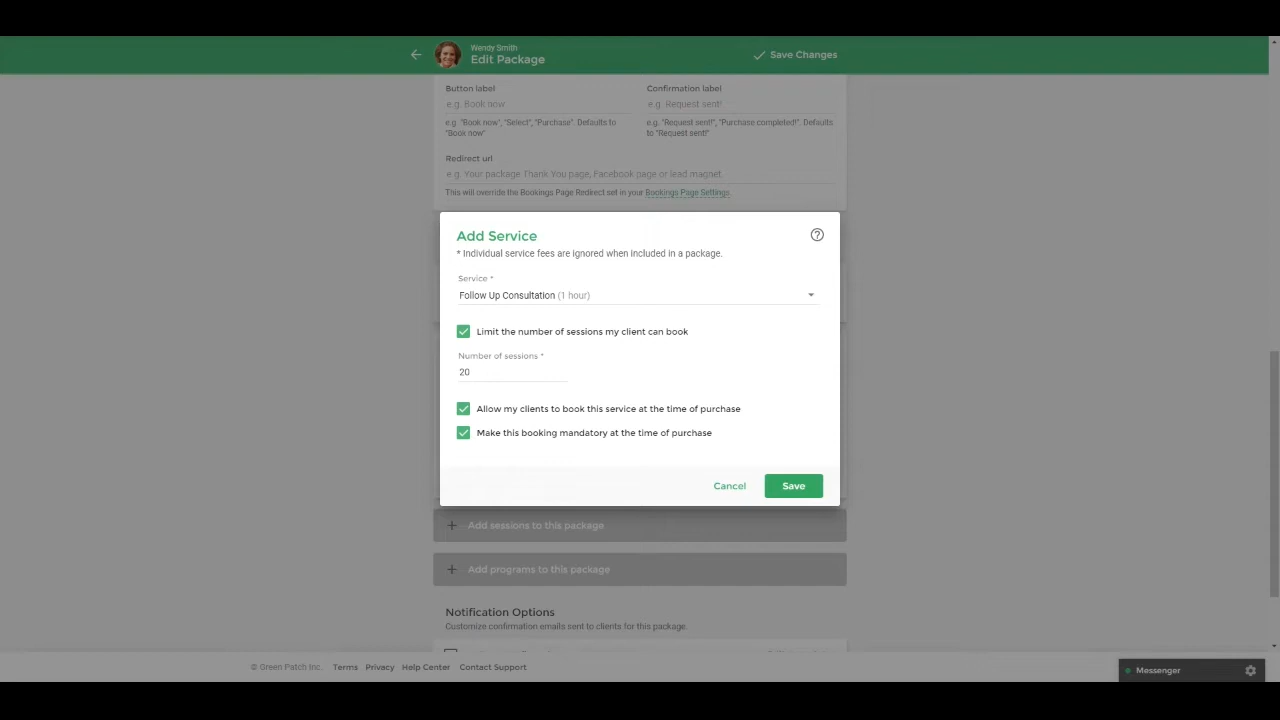 Wendy Smith
Edit Package
Save Changes
Button label
Confirmation label
e.g. Book now
e.g. Request sent!
e.g. "Book now", "Select", "Purchase". Defaults to "Book now"
e.g. "Request sent!", "Purchase completed!". Defaults to "Request sent!"
Redirect url
e.g. Your package Thank You page, Facebook page or lead magnet.
This will override the Bookings Page Redirect set in your Bookings Page Settings.
Add Service
* Individual service fees are ignored when included in a package.
Service *
Follow Up Consultation (1 hour)
Limit the number of sessions my client can book
Number of sessions *
20
Allow my clients to book this service at the time of purchase
Make this booking mandatory at the time of purchase
Cancel
Save
Add sessions to this package
Add programs to this package
Notification Options
Customize confirmation emails sent to clients for this package.
© Green Patch Inc. Terms Privacy Help Center Contact Support
Messenger